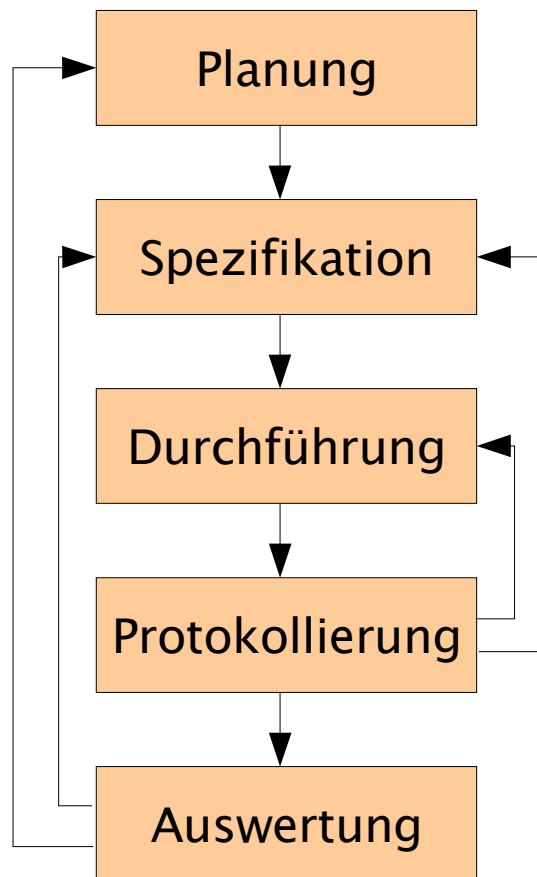 Planung
Spezifikation
Durchführung
Protokollierung
Auswertung